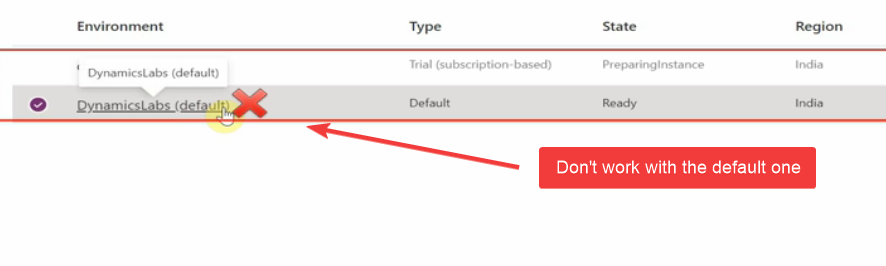 Environment Type State Region
DynamicsLabs (default)
Trial (subscription-based) PreparingInstance India
DynamicsLabs (default) Default Ready India
Don't work with the default one